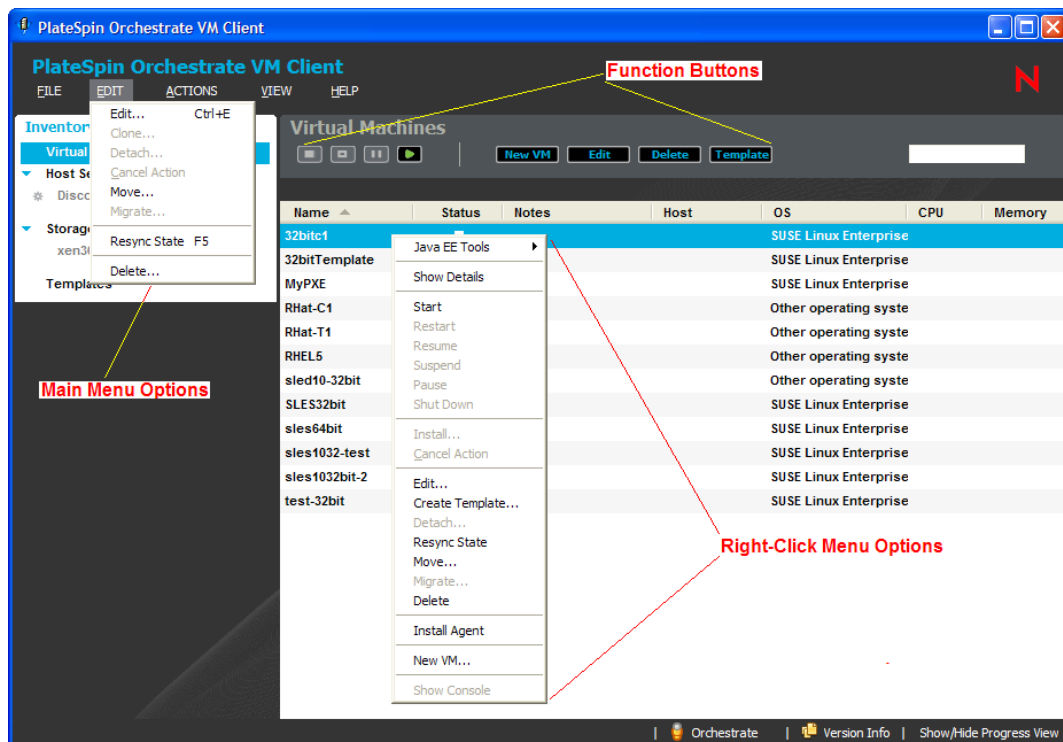 PlateSpin Orchestrate VM Client
PlateSpin Orchestrate VM Client
Function Buttons
FILE EDIT ACTIONS VIEW HELP
Edit... Ctrl+E
Clone...
Detach...
Cancel Action
Move...
Migrate...
Resync State F5
Delete...
Virtual
Host
Storag
Templates
Main Menu Options
Virtual Machines
New VM Edit Delete Template
Name Status Notes Host OS CPU Memory
32bitc1 SUSE Linux Enterprise
32bitTemplate SUSE Linux Enterprise
MyPXE SUSE Linux Enterprise
RHat-C1 Other operating syste
RHat-T1 Other operating syste
RHEL5 Other operating syste
sled10-32bit Other operating syste
SLES32bit SUSE Linux Enterprise
sles64bit SUSE Linux Enterprise
sles1032-test SUSE Linux Enterprise
sles1032bit-2 SUSE Linux Enterprise
test-32bit SUSE Linux Enterprise
Java EE Tools
Show Details
Start
Restart
Resume
Suspend
Pause
Shut Down
Install...
Cancel Action
Edit...
Create Template...
Detach...
Resync State
Move...
Migrate...
Delete
Install Agent
New VM...
Show Console
Right-Click Menu Options
Orchestrate | Version Info | Show/Hide Progress View